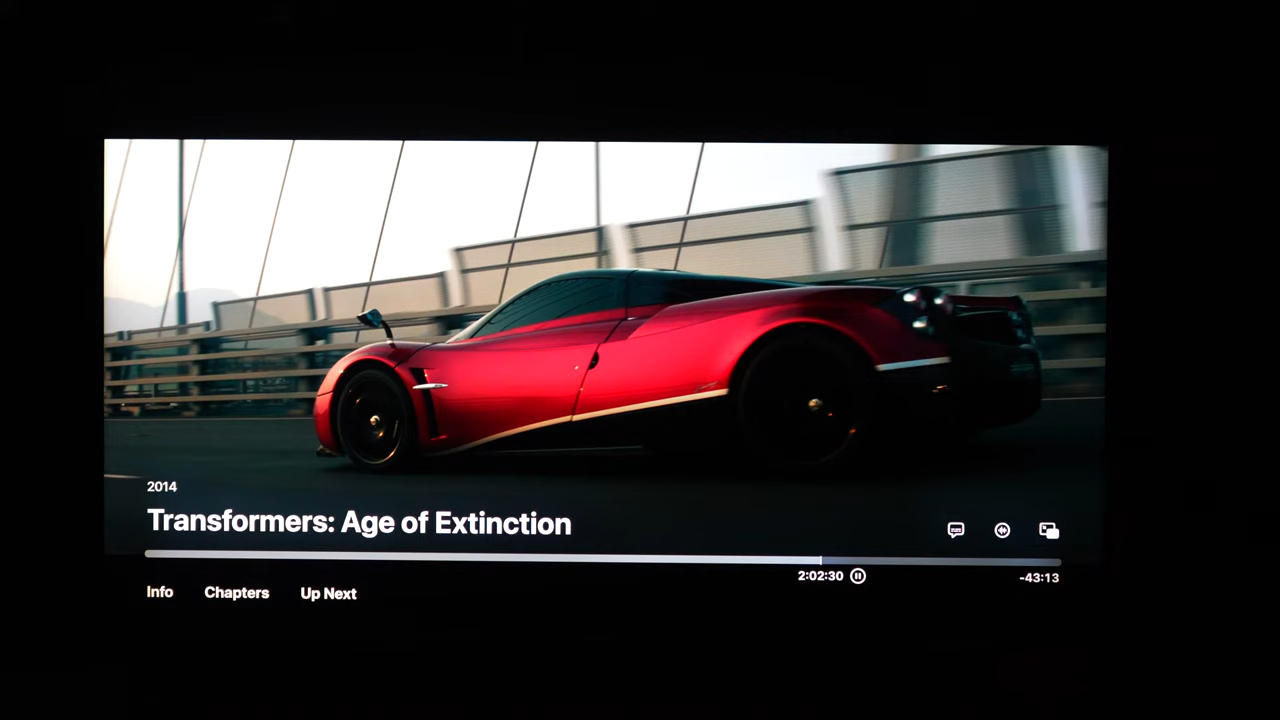 2014
Transformers: Age of Extinction
2:02:30
-43:13
Info
Chapters
Up Next